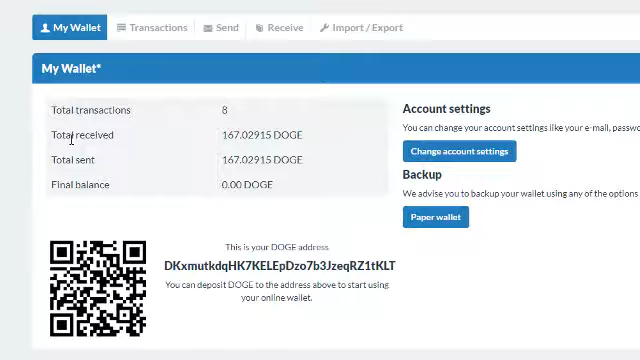 My Wallet Transactions Send Receive Import / Export
My Wallet*
Total transactions 8
Total received 167.02915 DOGE
Total sent 167.02915 DOGE
Final balance 0.00 DOGE
Account settings
You can change your account settings like your e-mail, passwo
Change account settings
Backup
We advise you to backup your wallet using any of the options
Paper wallet
This is your DOGE address
DKxmutkdqHK7KELEpDzo7b3JzeqRZ1tKLT
You can deposit DOGE to the address above to start using
your online wallet.